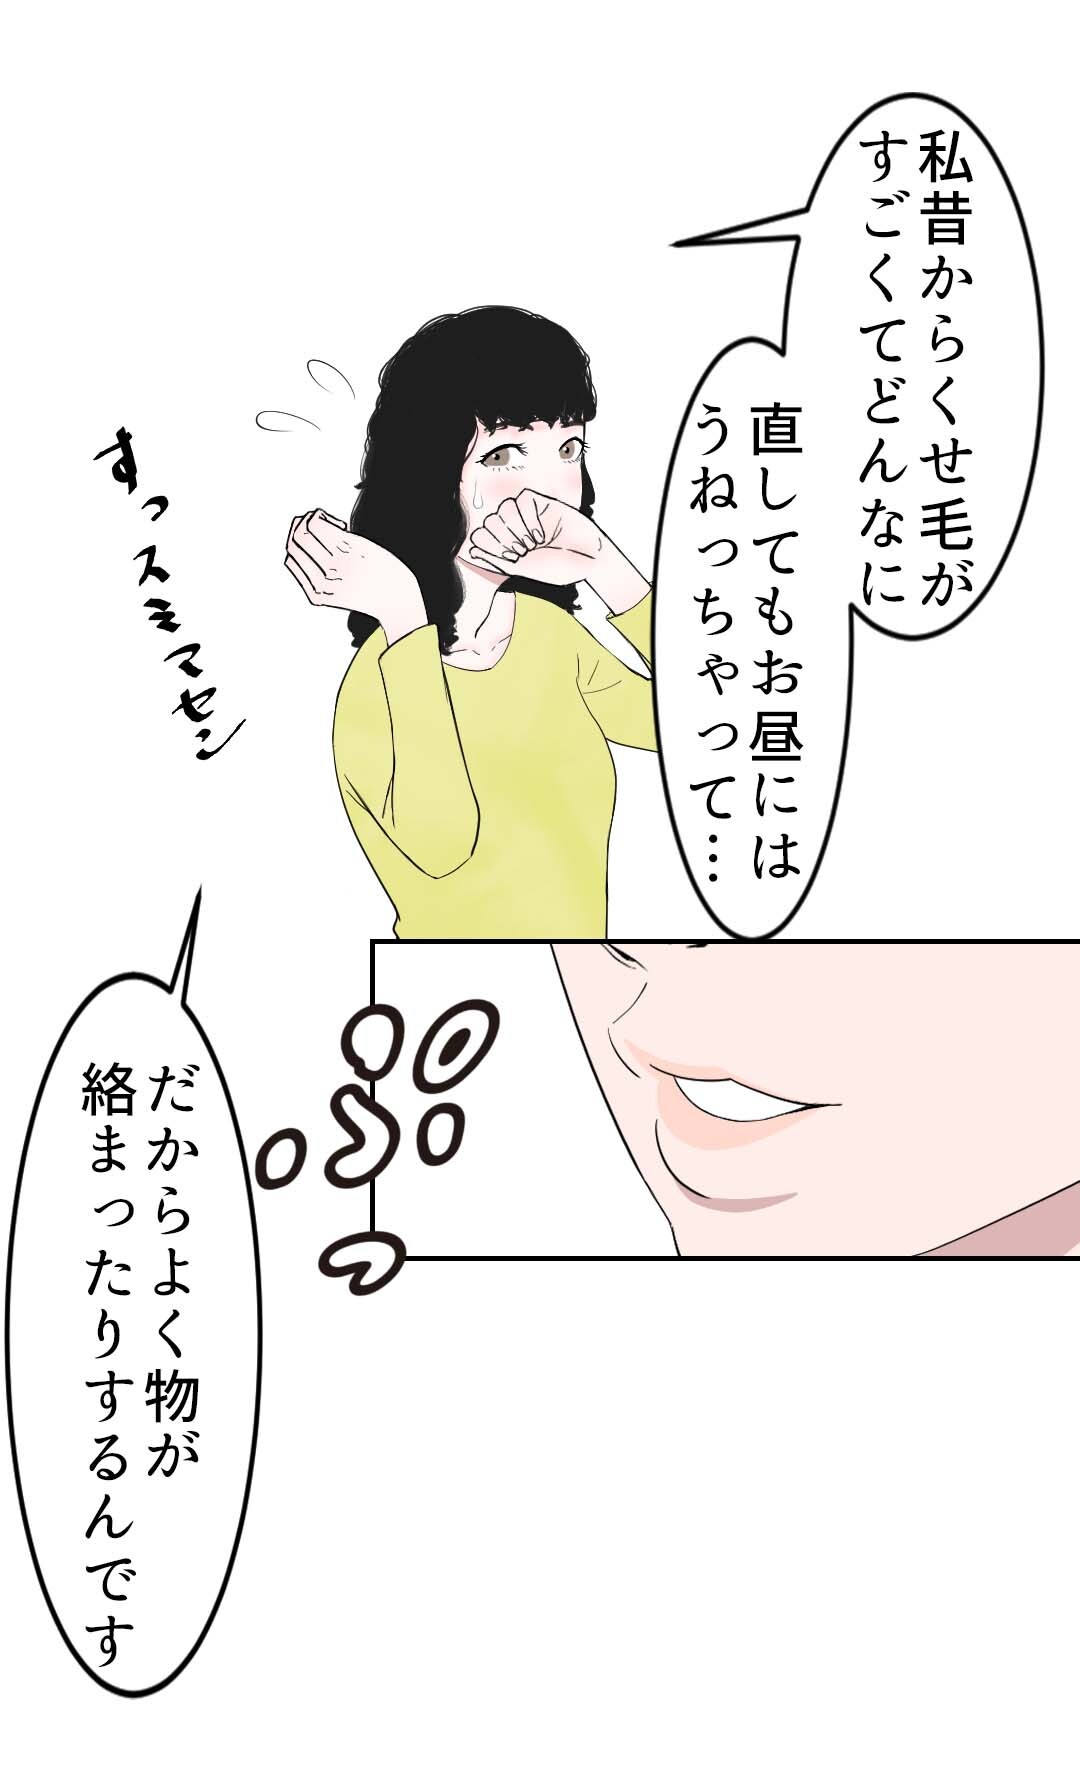 私昔からくせ毛が
すごくてどんなに
直してもお昼には
うねっちゃって…
すっスミマセン
だからよく物が
絡まったりするんです